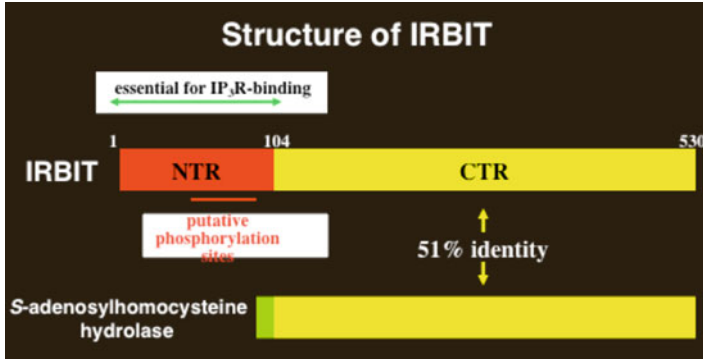 Structure of IRBIT
essential for IP₃R-binding
1 104 530
IRBIT NTR CTR
putative
phosphorylation
sites
51% identity
S-adenosylhomocysteine
hydrolase